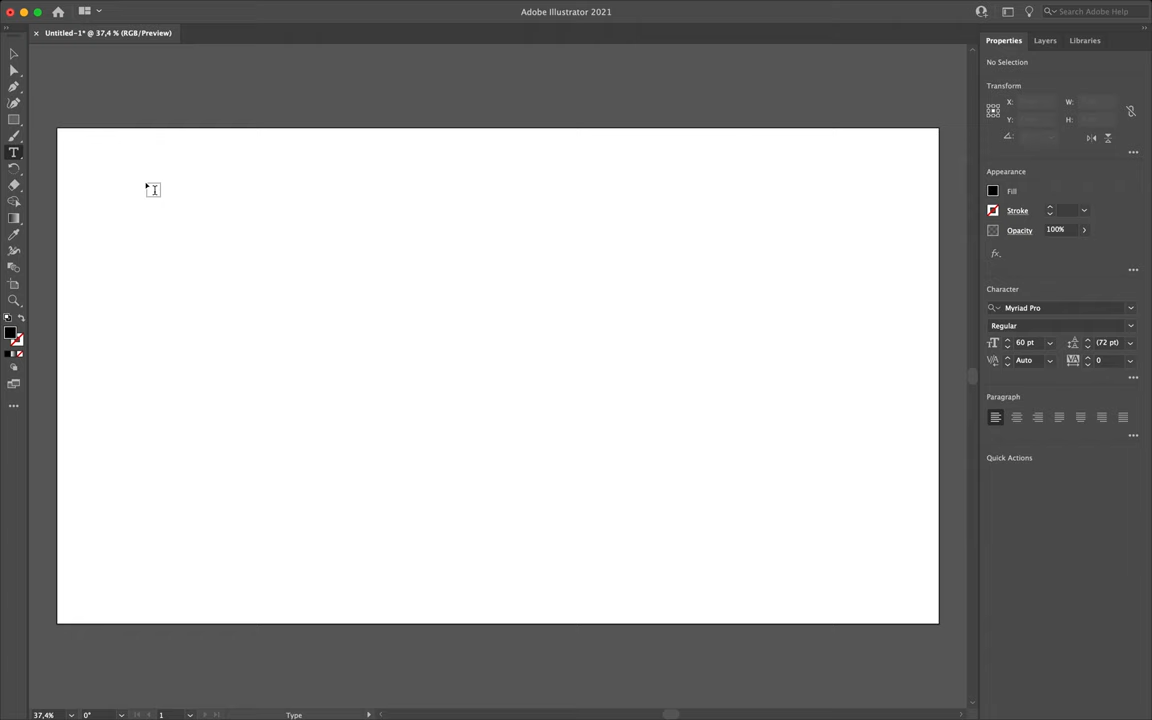 Adobe Illustrator 2021
Search Adobe Help
Untitled-1* @ 37,4 % (RGB/Preview)
Properties
Layers
Libraries
No Selection
Transform
X:
W:
Y:
H:
Appearance
Fill
Stroke
Opacity
100%
fx.
Character
Myriad Pro
Regular
60 pt
(72 pt)
Auto
0
Paragraph
Quick Actions
37,4%
0°
1
Type